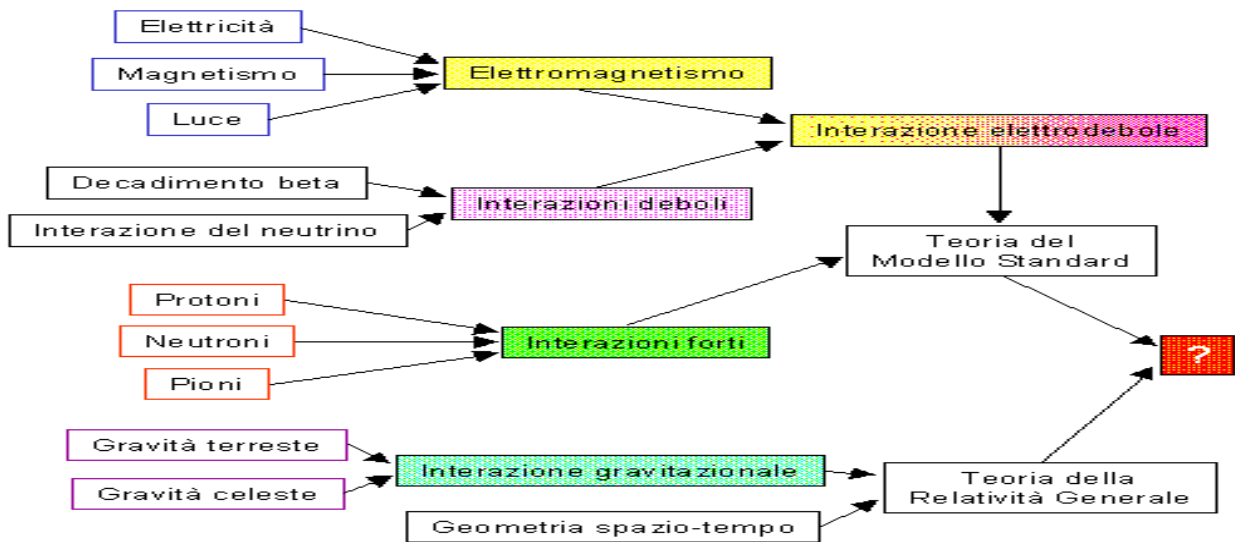 Elettricità
Magnetismo
Luce
Elettromagnetismo
Interazione elettrodebole
Decadimento beta
Interazione del neutrino
Interazioni deboli
Teoria del
Modello Standard
Protoni
Neutroni
Pioni
Interazioni forti
?
Gravità terreste
Gravità celeste
Interazione gravitazionale
Geometria spazio-tempo
Teoria della
Relatività Generale